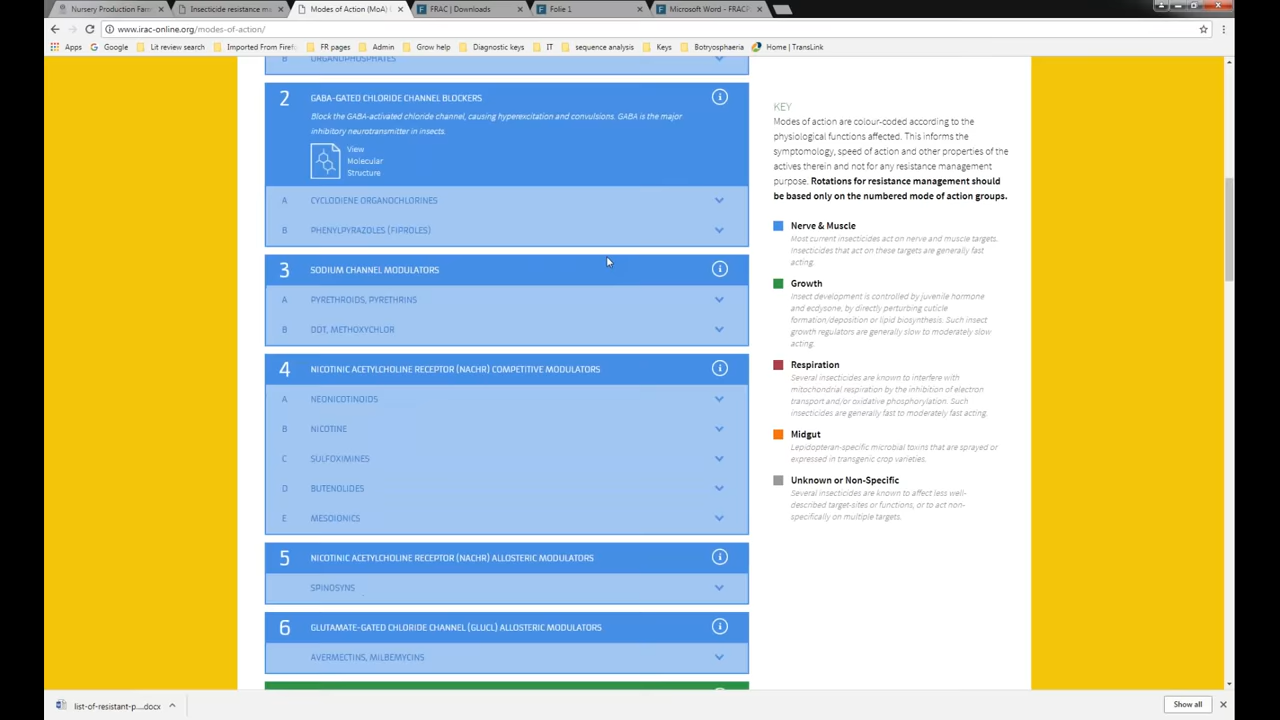 Nursery Production Farm
Insecticide resistance ma
Modes of Action (MoA)
FRAC | Downloads
Folie 1
Microsoft Word - FRACP
www.irac-online.org/modes-of-action/
Apps Google Lit review search Imported From Firef FR pages Admin Grow help Diagnostic keys IT sequence analysis Keys Botryosphaeria Home | TransLink
B ORGANOPHOSPHATES
2 GABA-GATED CHLORIDE CHANNEL BLOCKERS
Block the GABA-activated chloride channel, causing hyperexcitation and convulsions. GABA is the major
inhibitory neurotransmitter in insects.
View
Molecular
Structure
A CYCLODIENE ORGANOCHLORINES
B PHENYLPYRAZOLES (FIPROLES)
3 SODIUM CHANNEL MODULATORS
A PYRETHROIDS, PYRETHRINS
B DDT, METHOXYCHLOR
4 NICOTINIC ACETYLCHOLINE RECEPTOR (NACHR) COMPETITIVE MODULATORS
A NEONICOTINOIDS
B NICOTINE
C SULFOXIMINES
D BUTENOLIDES
E MESOIONICS
5 NICOTINIC ACETYLCHOLINE RECEPTOR (NACHR) ALLOSTERIC MODULATORS
SPINOSYNS
6 GLUTAMATE-GATED CHLORIDE CHANNEL (GLUCL) ALLOSTERIC MODULATORS
AVERMECTINS, MILBEMYCINS
KEY
Modes of action are colour-coded according to the
physiological functions affected. This informs the
symptomology, speed of action and other properties of the
actives therein and not for any resistance management
purpose. Rotations for resistance management should
be based only on the numbered mode of action groups.
Nerve & Muscle
Most current insecticides act on nerve and muscle targets.
Insecticides that act on these targets are generally fast
acting.
Growth
Insect development is controlled by juvenile hormone
and ecdysone, by directly perturbing cuticle
formation/deposition or lipid biosynthesis. Such insect
growth regulators are generally slow to moderately slow
acting.
Respiration
Several insecticides are known to interfere with
mitochondrial respiration by the inhibition of electron
transport and/or oxidative phosphorylation. Such
insecticides are generally fast to moderately fast acting.
Midgut
Lepidopteran-specific microbial toxins that are sprayed or
expressed in transgenic crop varieties.
Unknown or Non-Specific
Several insecticides are known to affect less well-
described target-sites or functions, or to act non-
specifically on multiple targets.
list-of-resistant-p....docx
Show all